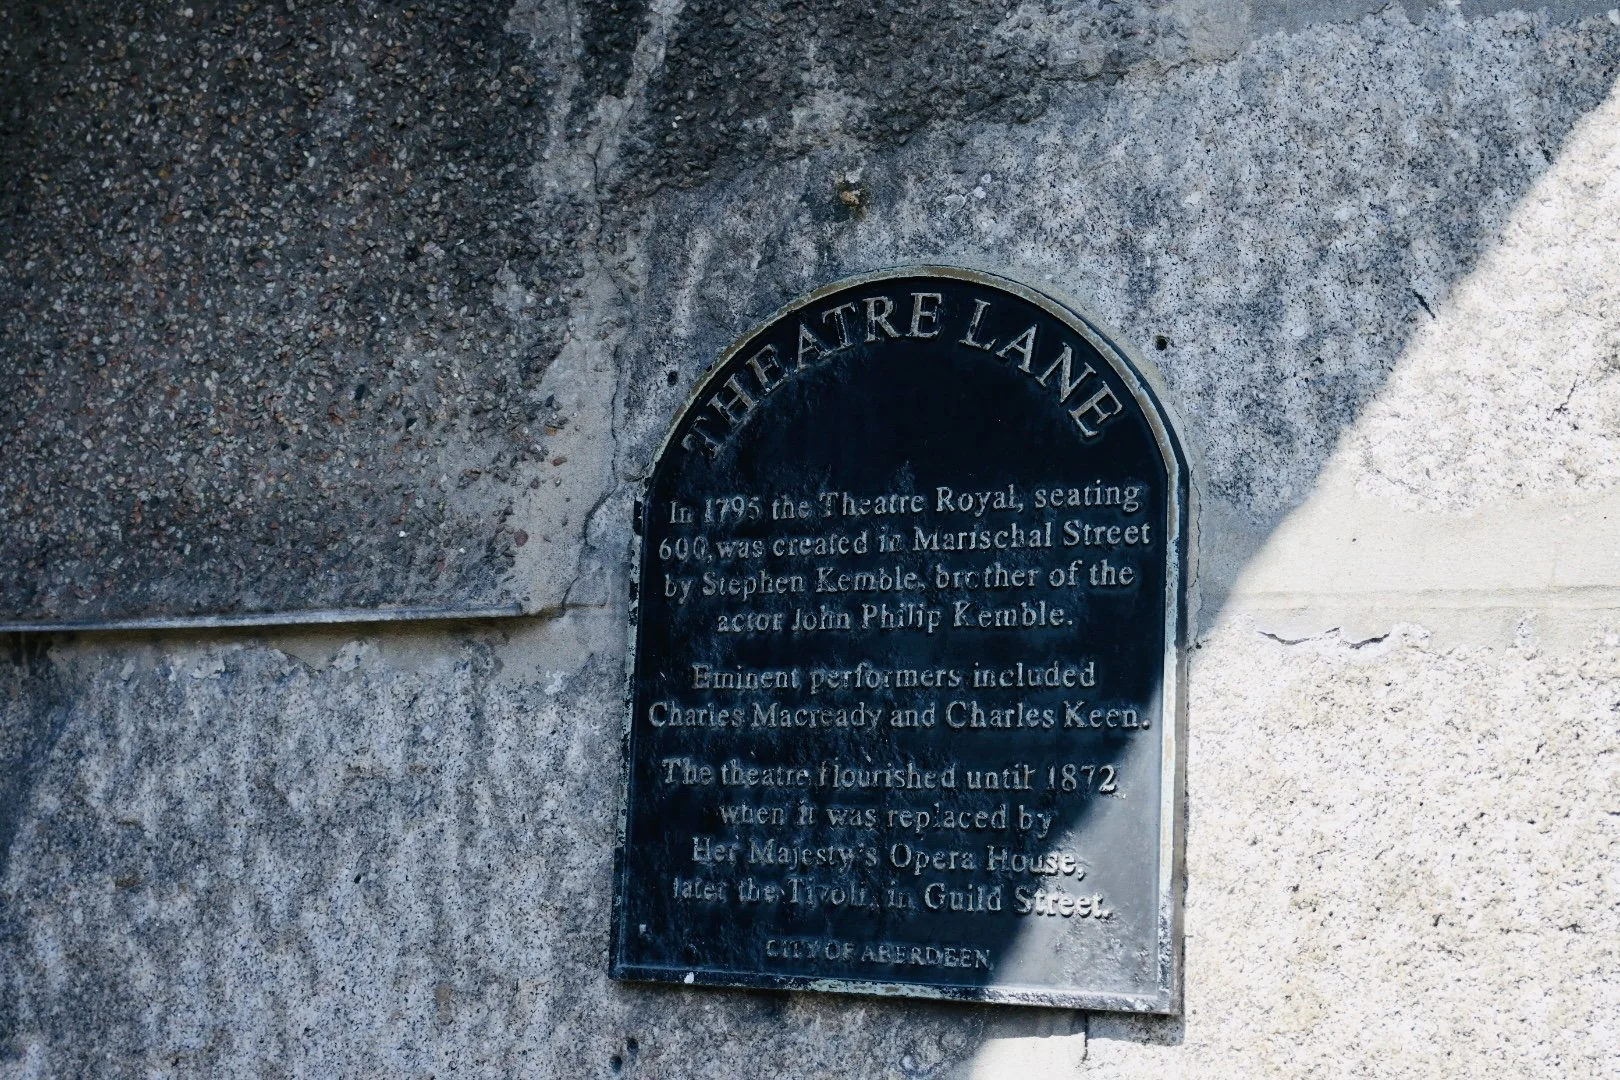 THEATRE LANE
In 1795 the Theatre Royal, seating
600, was created in Marischal Street
by Stephen Kemble, brother of the
actor John Philip Kemble.
Eminent performers included
Charles Macready and Charles Keen.
The theatre flourished until 1872
when it was replaced by
Her Majesty's Opera House,
later the Tivoli, in Guild Street.
CITY OF ABERDEEN